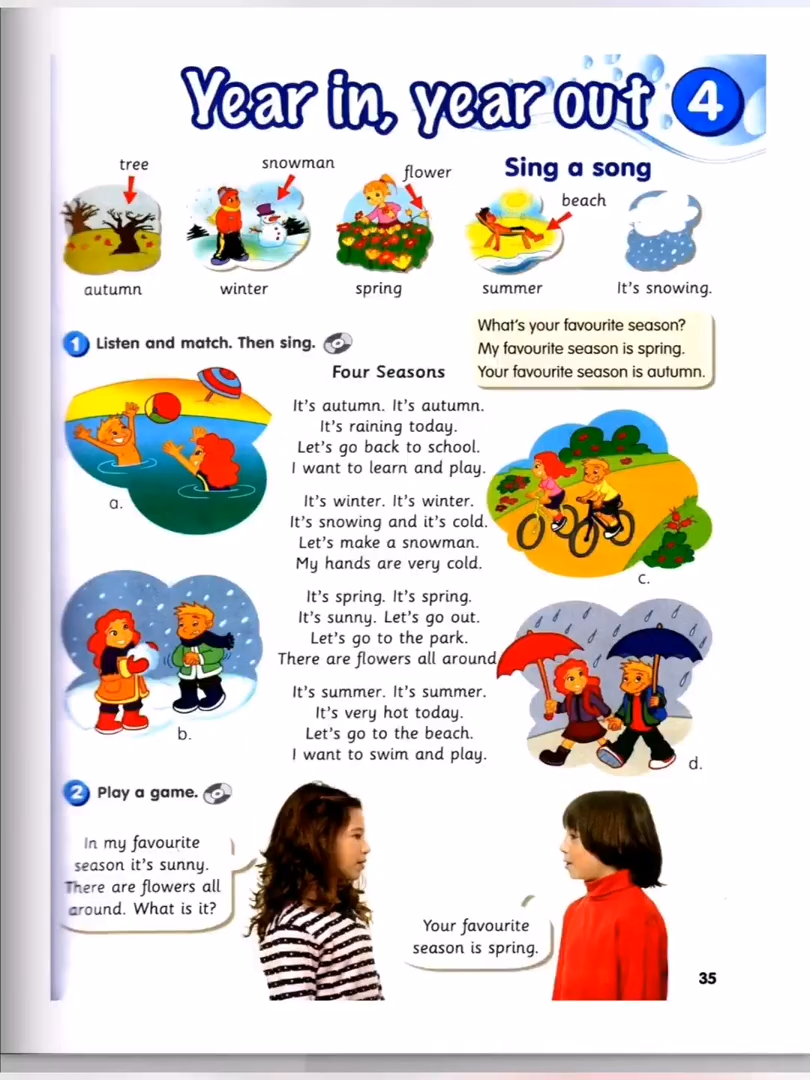 Year in, year out 4
tree
snowman
flower
Sing a song
beach
autumn
winter
spring
summer
It's snowing.
What's your favourite season?
My favourite season is spring.
Your favourite season is autumn.
1 Listen and match. Then sing.
Four Seasons
It's autumn. It's autumn.
It's raining today.
Let's go back to school.
I want to learn and play.
It's winter. It's winter.
It's snowing and it's cold.
Let's make a snowman.
My hands are very cold.
It's spring. It's spring.
It's sunny. Let's go out.
Let's go to the park.
There are flowers all around
It's summer. It's summer.
It's very hot today.
Let's go to the beach.
I want to swim and play.
a.
b.
c.
d.
2 Play a game.
In my favourite
season it's sunny.
There are flowers all
around. What is it?
Your favourite
season is spring.
35